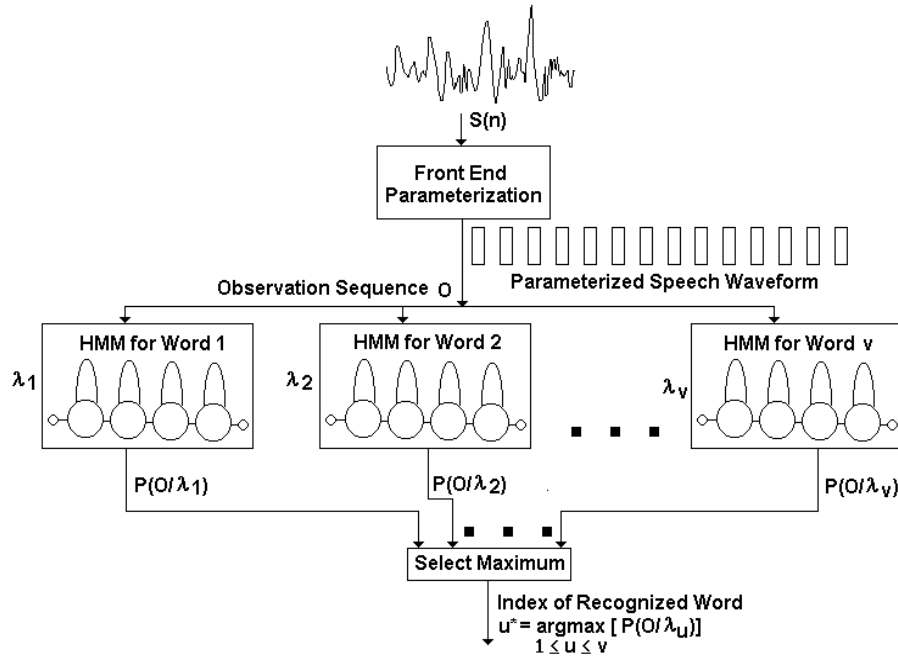 S(n)
Front End
Parameterization
Parameterized Speech Waveform
Observation Sequence O
HMM for Word 1
HMM for Word 2
HMM for Word v
λ1
λ2
λv
P(O/λ1)
P(O/λ2)
P(O/λv)
Select Maximum
Index of Recognized Word
u* = argmax [ P(O/λu)]
1 ≤ u ≤ v